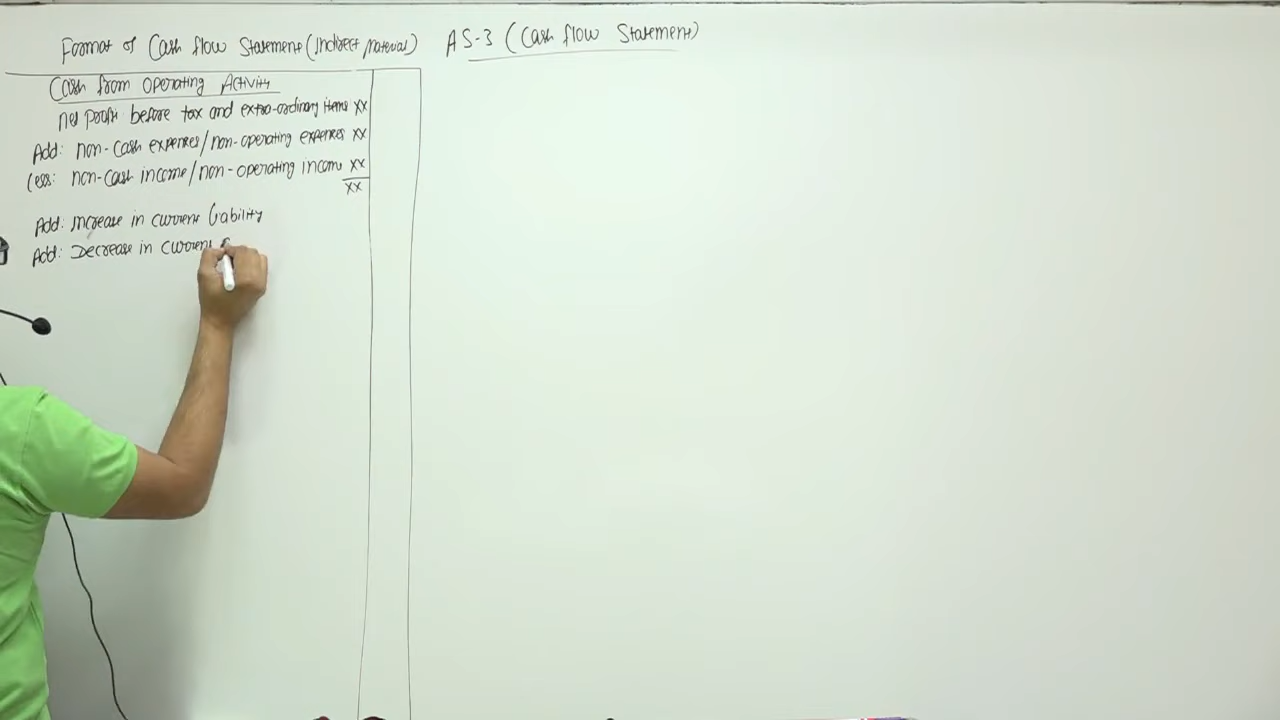 Format of Cash flow Statement (Indirect Material)
AS-3 (Cash flow Statement)
Cash from Operating Activity
Net profit before tax and extra-ordinary items xx
Add: non-cash expenses/non-operating expenses xx
Less: non-cash income/non-operating income xx
xx
Add: Increase in current liability
Add: Decrease in current